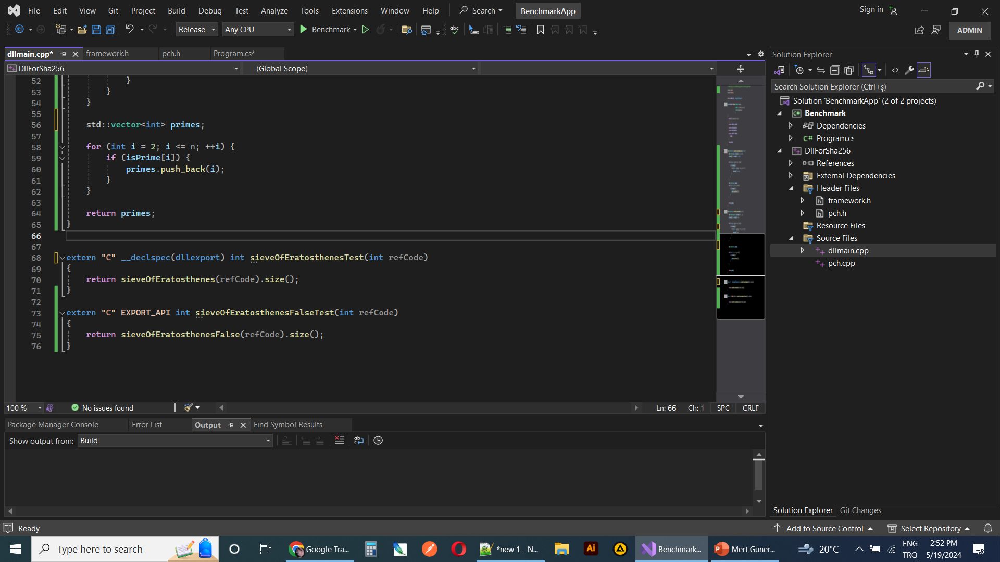 File Edit View Git Project Build Debug Test Analyze Tools Extensions Window Help Search BenchmarkApp Sign in
Release Any CPU Benchmark ADMIN
dllmain.cpp* framework.h pch.h Program.cs*
DllForSha256 (Global Scope)
52 }
53 }
54 }
55
56 std::vector<int> primes;
57
58 for (int i = 2; i <= n; ++i) {
59 if (isPrime[i]) {
60 primes.push_back(i);
61 }
62 }
63
64 return primes;
65 }
66
67
68 extern "C" __declspec(dllexport) int sieveOfEratosthenesTest(int refCode)
69 {
70 return sieveOfEratosthenes(refCode).size();
71 }
72
73 extern "C" EXPORT_API int sieveOfEratosthenesFalseTest(int refCode)
74 {
75 return sieveOfEratosthenesFalse(refCode).size();
76 }
100 % No issues found Ln: 66 Ch: 1 SPC CRLF
Package Manager Console Error List Output Find Symbol Results
Show output from: Build
Solution Explorer
Search Solution Explorer (Ctrl+ş)
Solution 'BenchmarkApp' (2 of 2 projects)
C# Benchmark
Dependencies
C# Program.cs
DllForSha256
References
External Dependencies
Header Files
framework.h
pch.h
Resource Files
Source Files
dllmain.cpp
pch.cpp
Solution Explorer Git Changes
Ready Add to Source Control Select Repository
Type here to search Google Tra... *new 1 - N... Ai Benchmark... Mert Güner... 20°C ENG TRQ 2:52 PM 5/19/2024